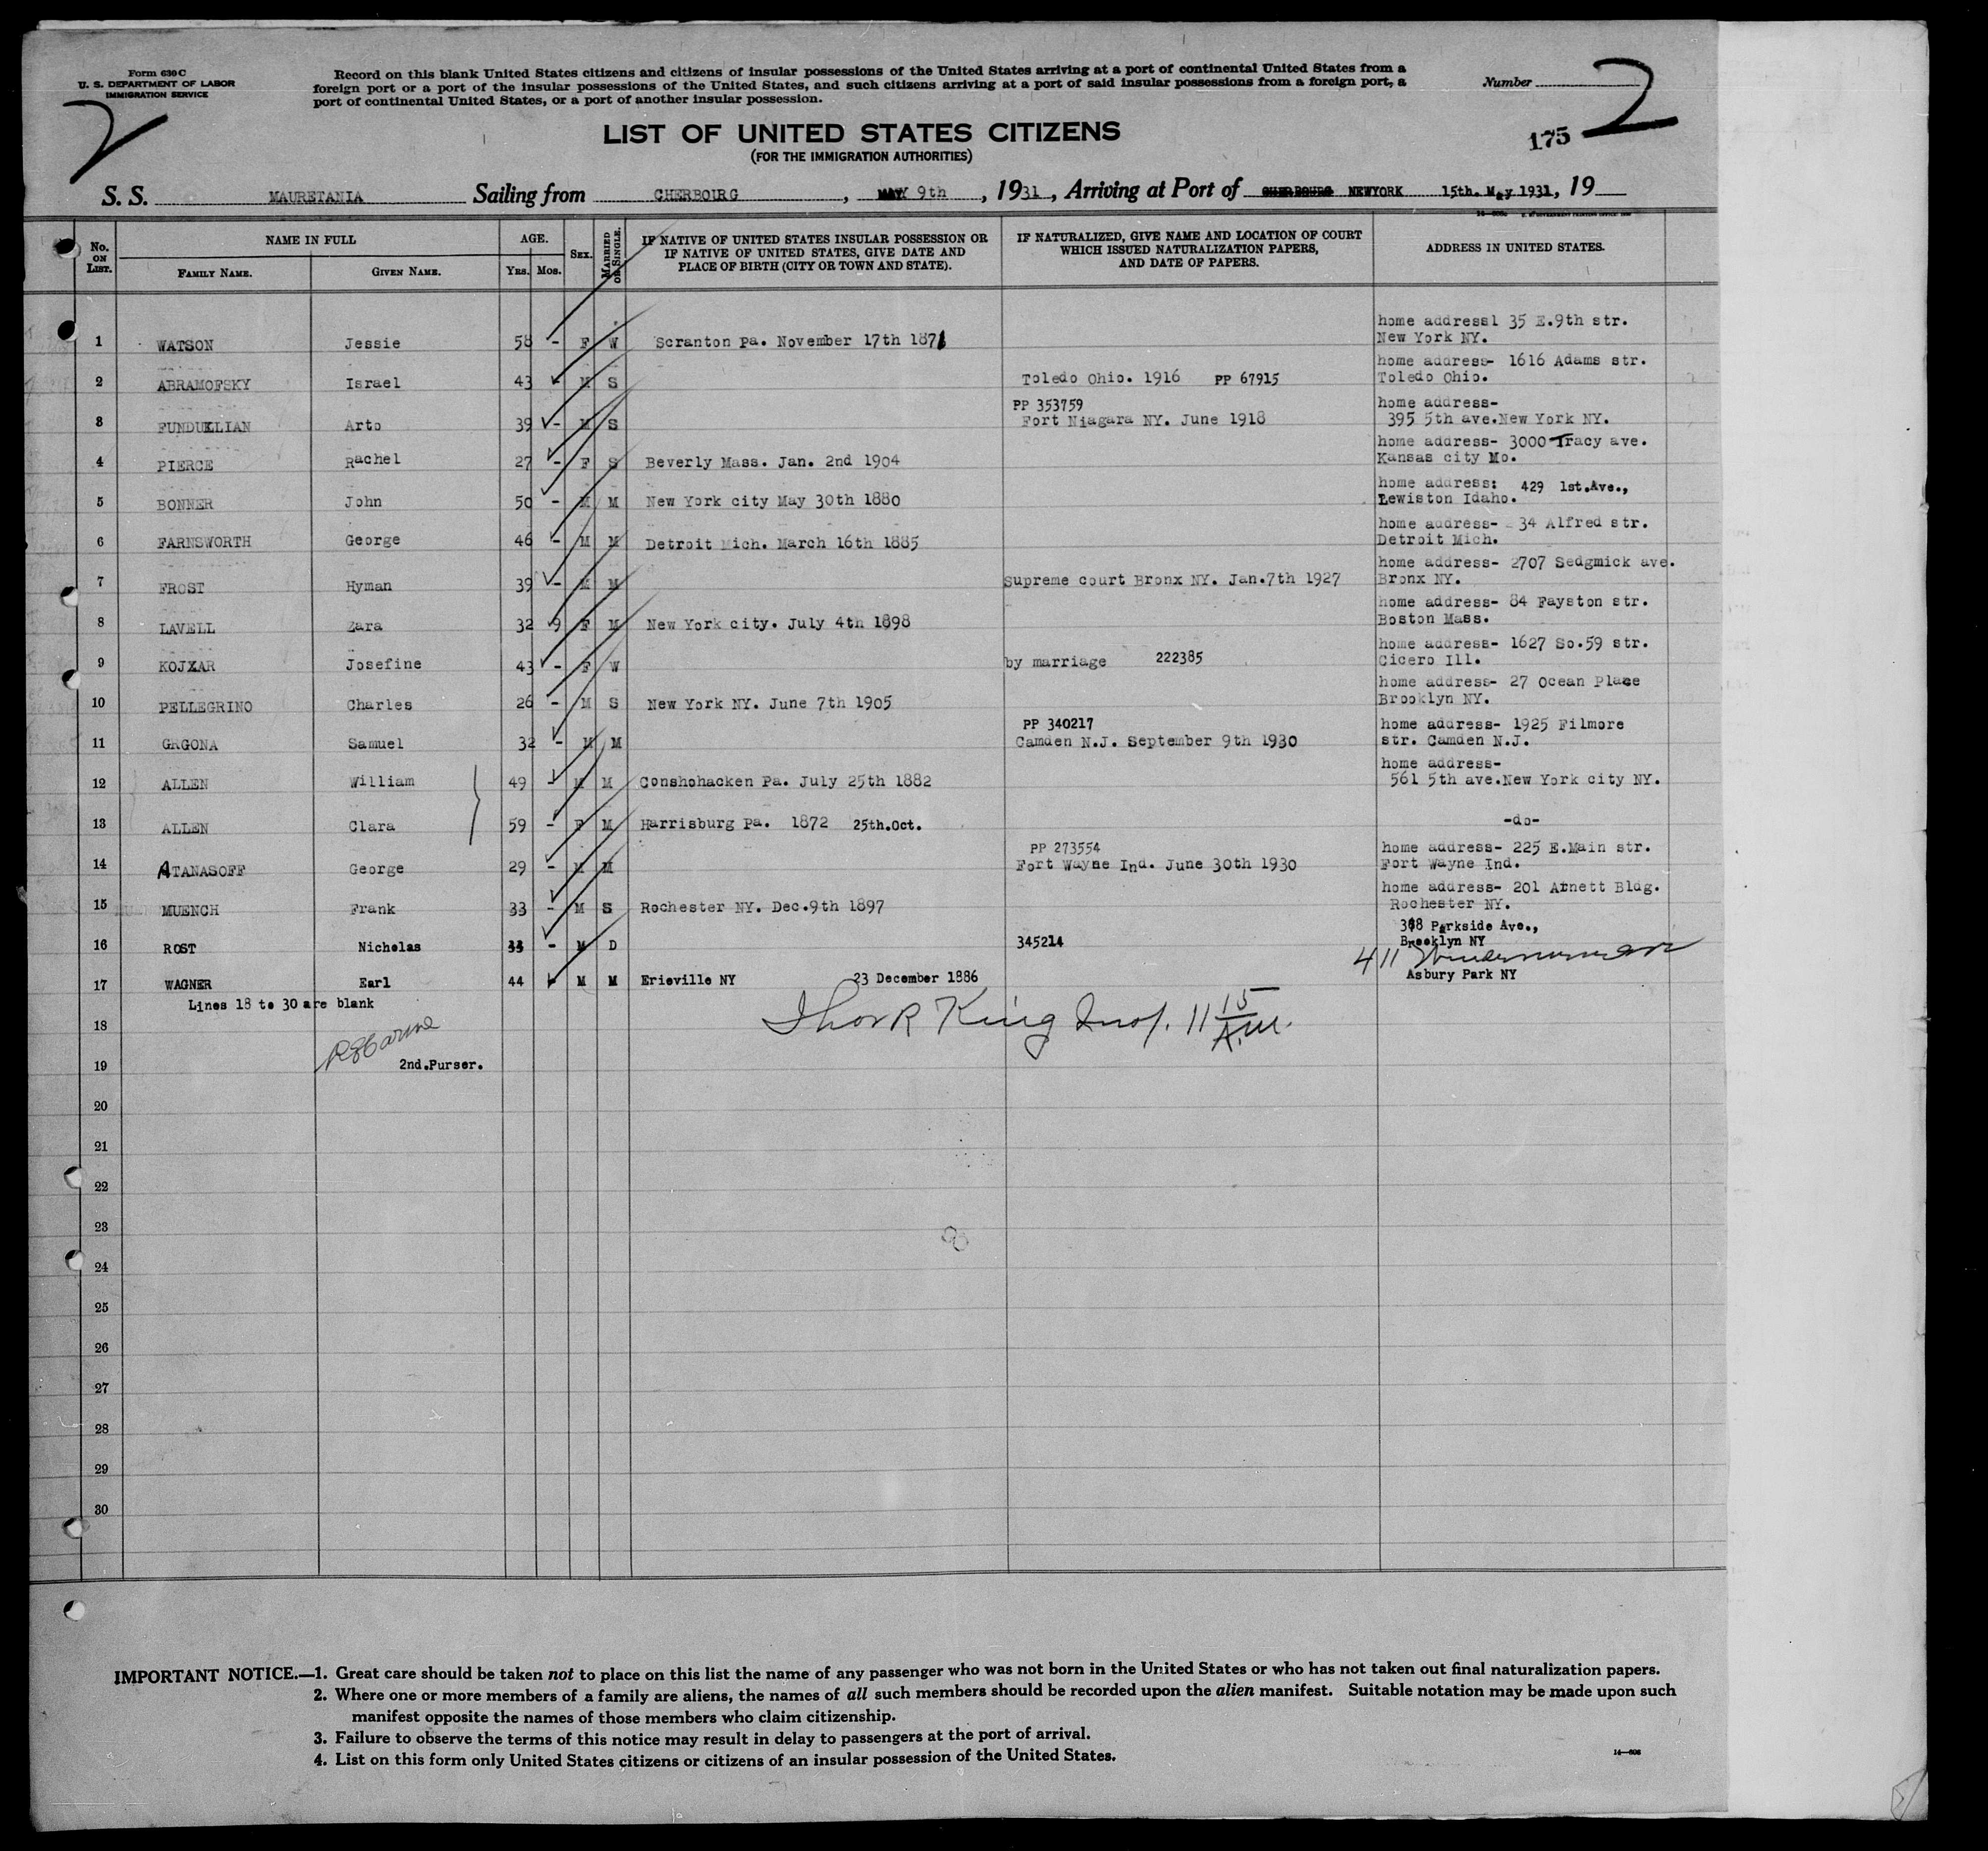 Form 630 C
U. S. DEPARTMENT OF LABOR
IMMIGRATION SERVICE
Record on this blank United States citizens and citizens of insular possessions of the United States arriving at a port of continental United States from a
foreign port or a port of the insular possessions of the United States, and such citizens arriving at a port of said insular possessions from a foreign port, a
port of continental United States, or a port of another insular possession.
Number 2
2
LIST OF UNITED STATES CITIZENS
(FOR THE IMMIGRATION AUTHORITIES)
175
S. S. MAURETANIA Sailing from CHERBOIRG, MAY 9th, 1931, Arriving at Port of CHERBOURG NEWYORK 15th. May 1931, 19
No. ON LIST. NAME IN FULL FAMILY NAME. GIVEN NAME. AGE. Yrs. Mos. SEX. MARRIED OR SINGLE. IF NATIVE OF UNITED STATES INSULAR POSSESSION OR IF NATIVE OF UNITED STATES, GIVE DATE AND PLACE OF BIRTH (CITY OR TOWN AND STATE). IF NATURALIZED, GIVE NAME AND LOCATION OF COURT WHICH ISSUED NATURALIZATION PAPERS, AND DATE OF PAPERS. ADDRESS IN UNITED STATES.
home address1 35 E.9th str.
1 WATSON Jessie 58 - F W Scranton Pa. November 17th 1871 New York NY.
home address- 1616 Adams str.
2 ABRAMOFSKY Israel 43 - M S Toledo Ohio. 1916 PP 67915 Toledo Ohio.
PP 353759 home address-
3 FUNDUKLIAN Arto 39 - M S Fort Niagara NY. June 1918 395 5th ave.New York NY.
home address- 3000 Tracy ave.
4 PIERCE Rachel 27 - F S Beverly Mass. Jan. 2nd 1904 Kansas city Mo.
home address: 429 1st.Ave.,
5 BONNER John 50 - M M New York city May 30th 1880 Lewiston Idaho.
home address- 34 Alfred str.
6 FARNSWORTH George 46 - M M Detroit Mich. March 16th 1885 Detroit Mich.
home address- 2707 Sedgmick ave.
7 FROST Hyman 39 - M M Supreme court Bronx NY. Jan.7th 1927 Bronx NY.
home address- 84 Fayston str.
8 LAVELL Zara 32 9 F M New York city. July 4th 1898 Boston Mass.
home address- 1627 So.59 str.
9 KOJXAR Josefine 43 - F W by marriage 222385 Cicero Ill.
home address- 27 Ocean Place
10 PELLEGRINO Charles 26 - M S New York NY. June 7th 1905 Brooklyn NY.
PP 340217 home address- 1925 Filmore
11 GRGONA Samuel 32 - M M Camden N.J. September 9th 1930 str. Camden N.J.
home address-
12 ALLEN William 49 - M M Conshohacken Pa. July 25th 1882 561 5th ave.New York city NY.
13 ALLEN Clara 59 - F M Harrisburg Pa. 1872 25th.Oct. -do-
PP 273554 home address- 225 E.Main str.
14 ATANASOFF George 29 - M M Fort Wayne Ind. June 30th 1930 Fort Wayne Ind.
home address- 201 Arnett Bldg.
15 MUENCH Frank 33 - M S Rochester NY. Dec.9th 1897 Rochester NY.
Parkside Ave.,
16 ROST Nicholas 33 - M D 345214 Brooklyn NY
411
17 WAGNER Earl 44 - M M Erieville NY 23 December 1886 Asbury Park NY
Lines 18 to 30 are blank
18 King Insp. 11 15 A.M.
19 2nd.Purser.
20
21
22
23
24
25
26
27
28
29
30
IMPORTANT NOTICE.—1. Great care should be taken not to place on this list the name of any passenger who was not born in the United States or who has not taken out final naturalization papers.
2. Where one or more members of a family are aliens, the names of all such members should be recorded upon the alien manifest. Suitable notation may be made upon such
manifest opposite the names of those members who claim citizenship.
3. Failure to observe the terms of this notice may result in delay to passengers at the port of arrival.
4. List on this form only United States citizens or citizens of an insular possession of the United States.